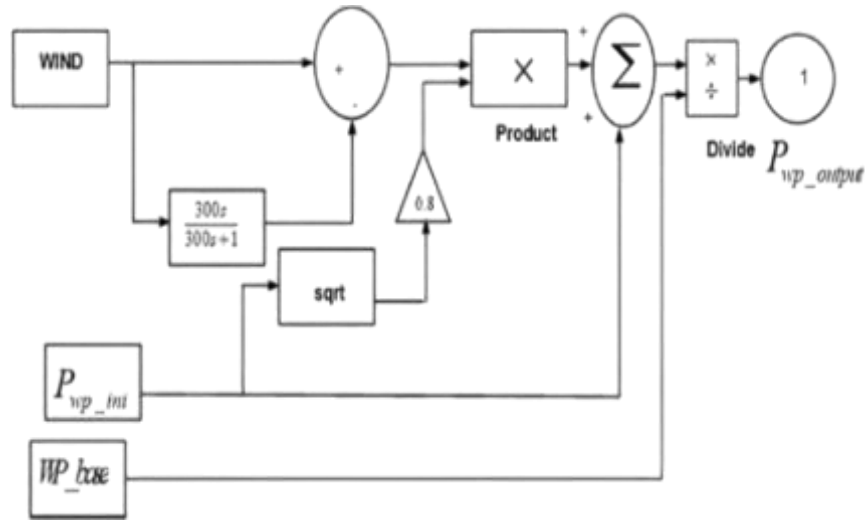 WIND
+
-
×
Product
+
+
Σ
×
÷
Divide
1
P_wp_output
300s
300s+1
0.8
sqrt
P_wp_ini
WP_base